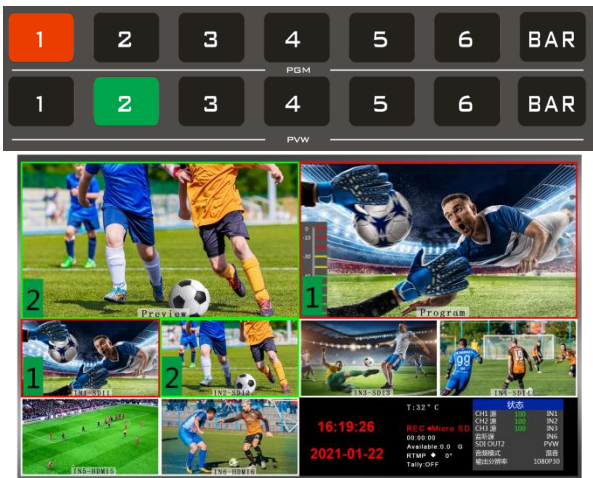 1 2 3 4 5 6 BAR
PGM
1 2 3 4 5 6 BAR
PVW
2
Preview
0
-10
-20
1
Program
1
IN1-SDI1
2
IN2-SDI2
IN3-SDI3
IN4-SDI4
IN5-HDMI5
IN6-HDMI6
16:19:26
2021-01-22
T:32°C
REC ●Micro SD
00:00:00
Available:0.0 G
RTMP ◆ 0"
Tally:OFF
状态
CH1 源 100 IN1
CH2 源 100 IN2
CH3 源 100 IN3
监听源 IN6
SDI OUT2 PVW
音频模式 混音
输出分辨率 1080P30